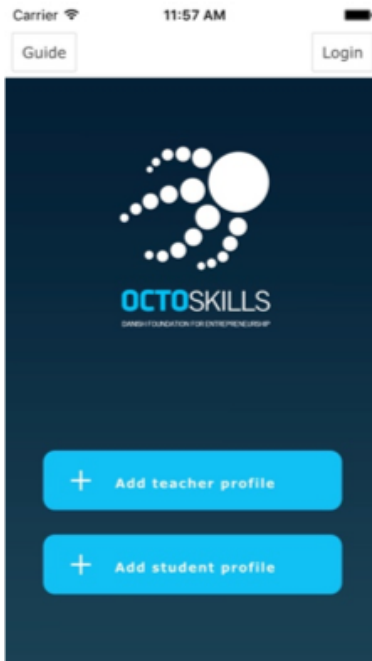 Carrier 11:57 AM
Guide Login
OCTOSKILLS
DANISH FOUNDATION FOR ENTREPRENEURSHIP
+ Add teacher profile
+ Add student profile